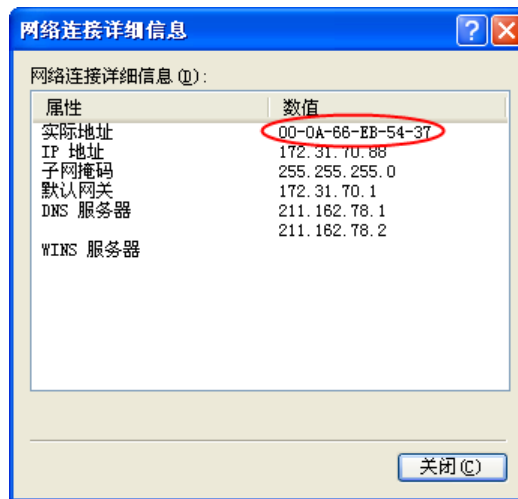 网络连接详细信息
网络连接详细信息(D):
属性 数值
实际地址 00-0A-66-EB-54-37
IP 地址 172.31.70.88
子网掩码 255.255.255.0
默认网关 172.31.70.1
DNS 服务器 211.162.78.1
211.162.78.2
WINS 服务器
关闭(C)